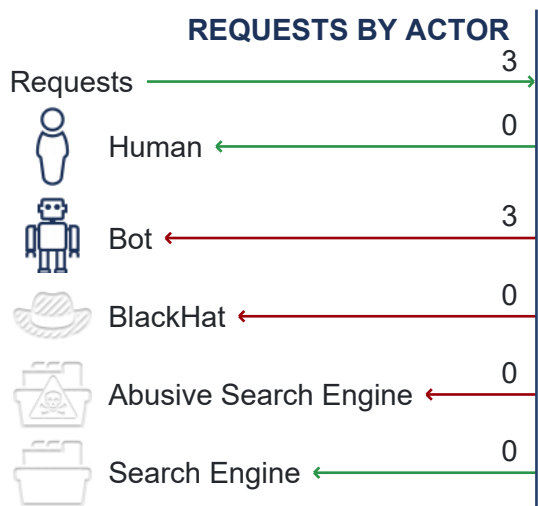 REQUESTS BY ACTOR
3
Requests
0
Human
3
Bot
0
BlackHat
0
Abusive Search Engine
0
Search Engine